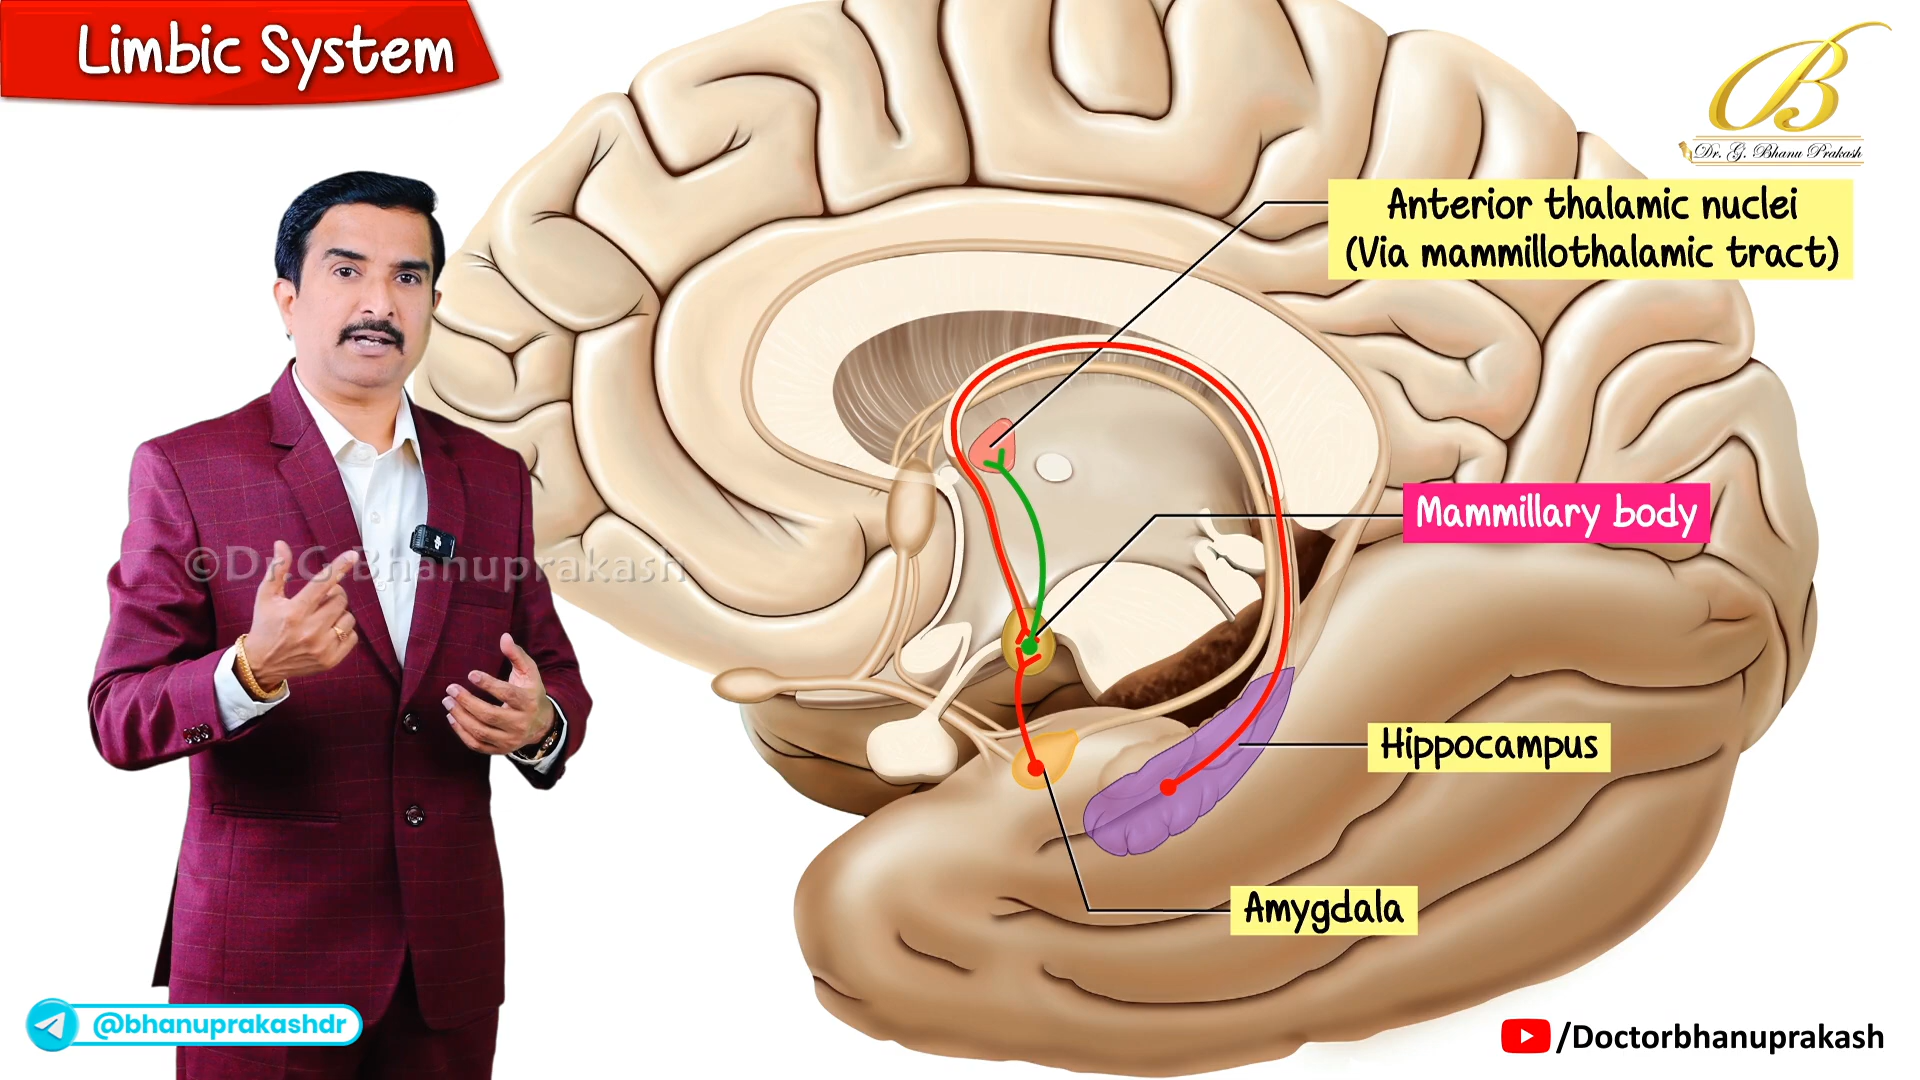 Limbic System
B
Dr. G. Bhanu Prakash
Anterior thalamic nuclei
(Via mammillothalamic tract)
Mammillary body
©Dr.G.Bhanuprakash
Hippocampus
Amygdala
@bhanuprakashdr
/Doctorbhanuprakash